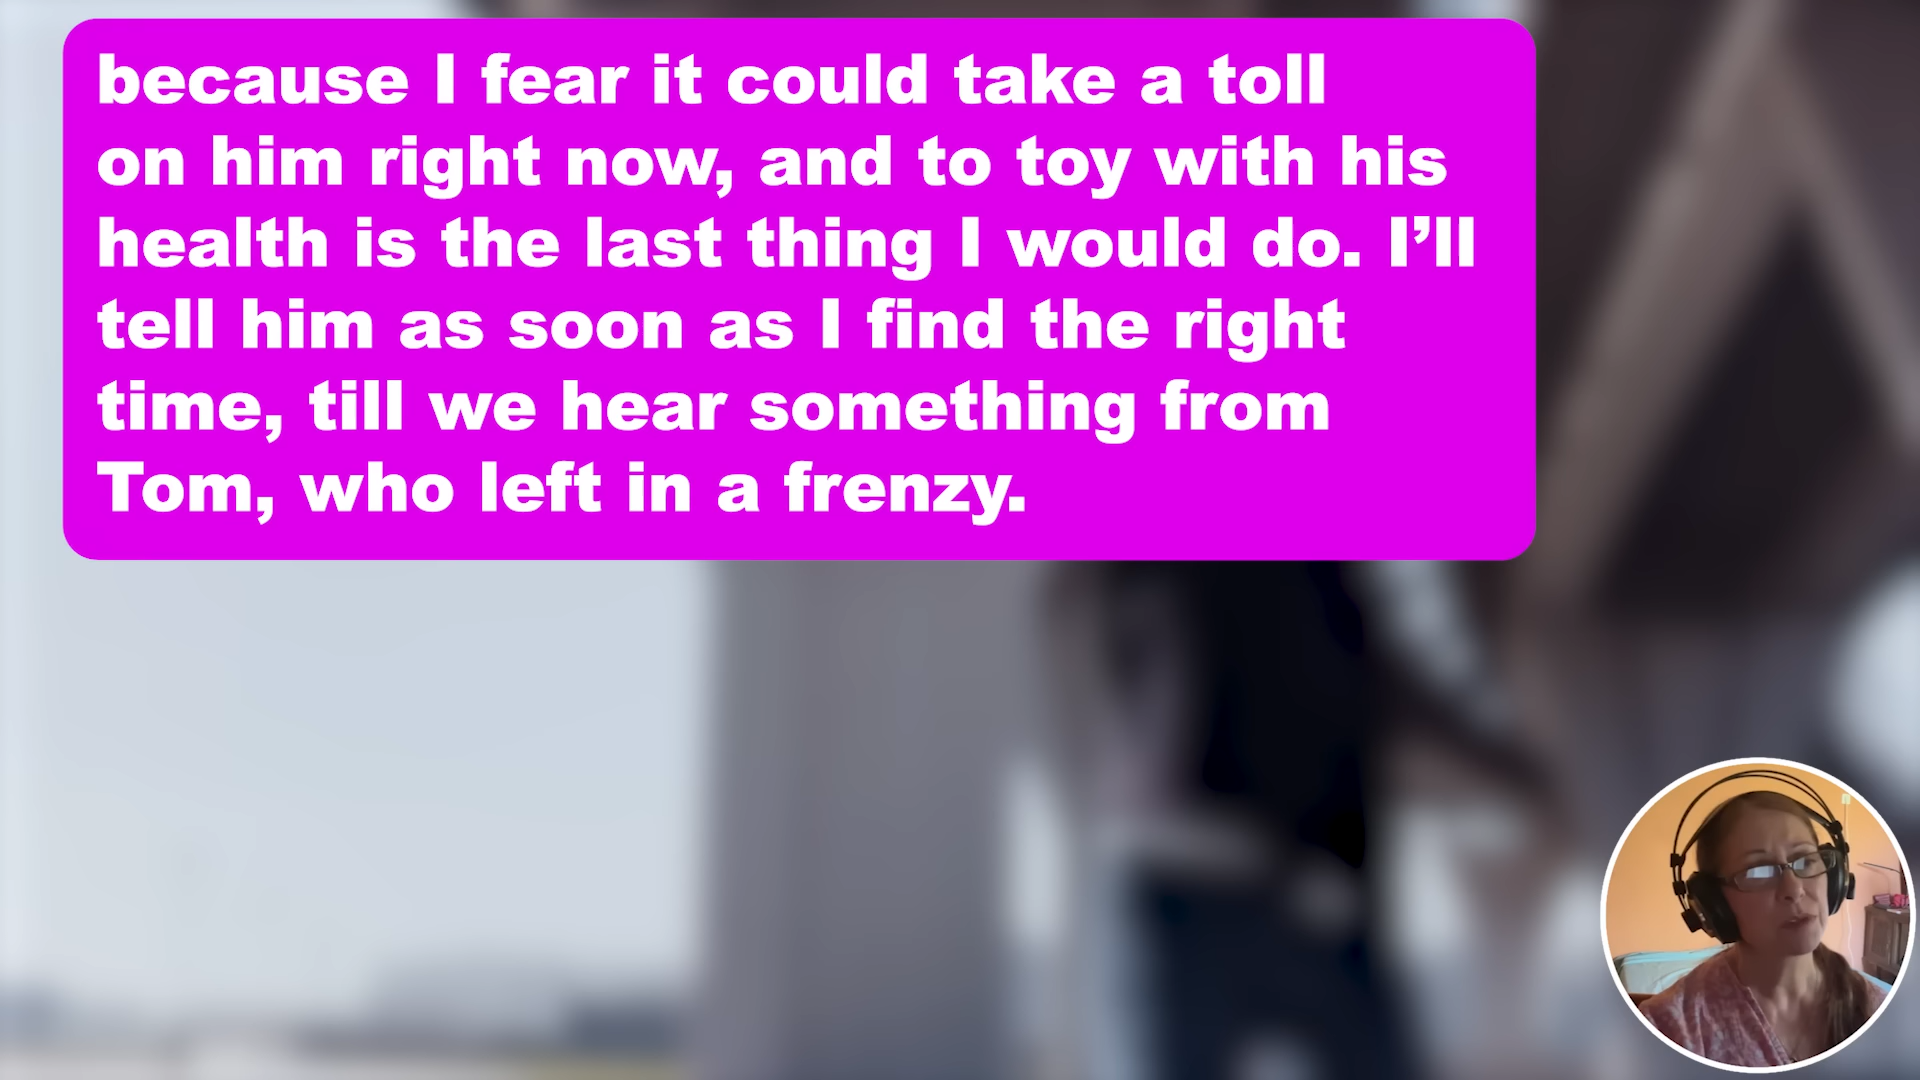 because I fear it could take a toll
on him right now, and to toy with his
health is the last thing I would do. I’ll
tell him as soon as I find the right
time, till we hear something from
Tom, who left in a frenzy.